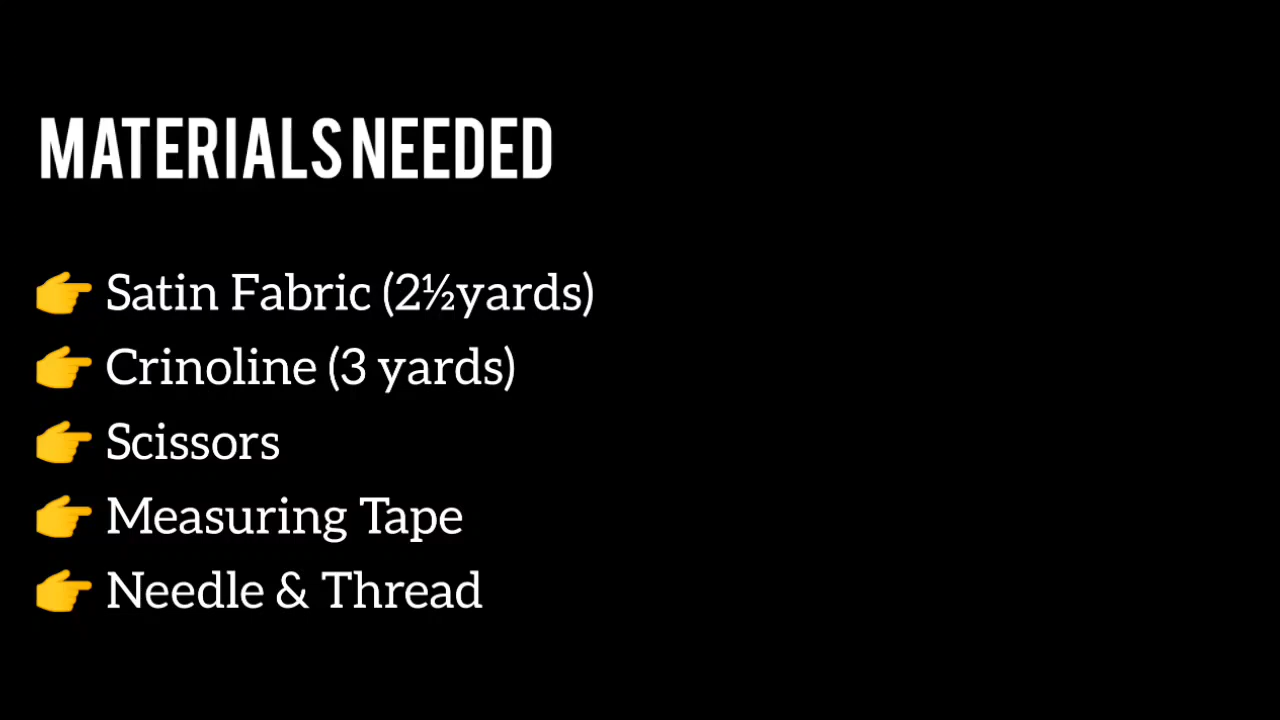 MATERIALS NEEDED
👉 Satin Fabric (2½yards)
👉 Crinoline (3 yards)
👉 Scissors
👉 Measuring Tape
👉 Needle & Thread